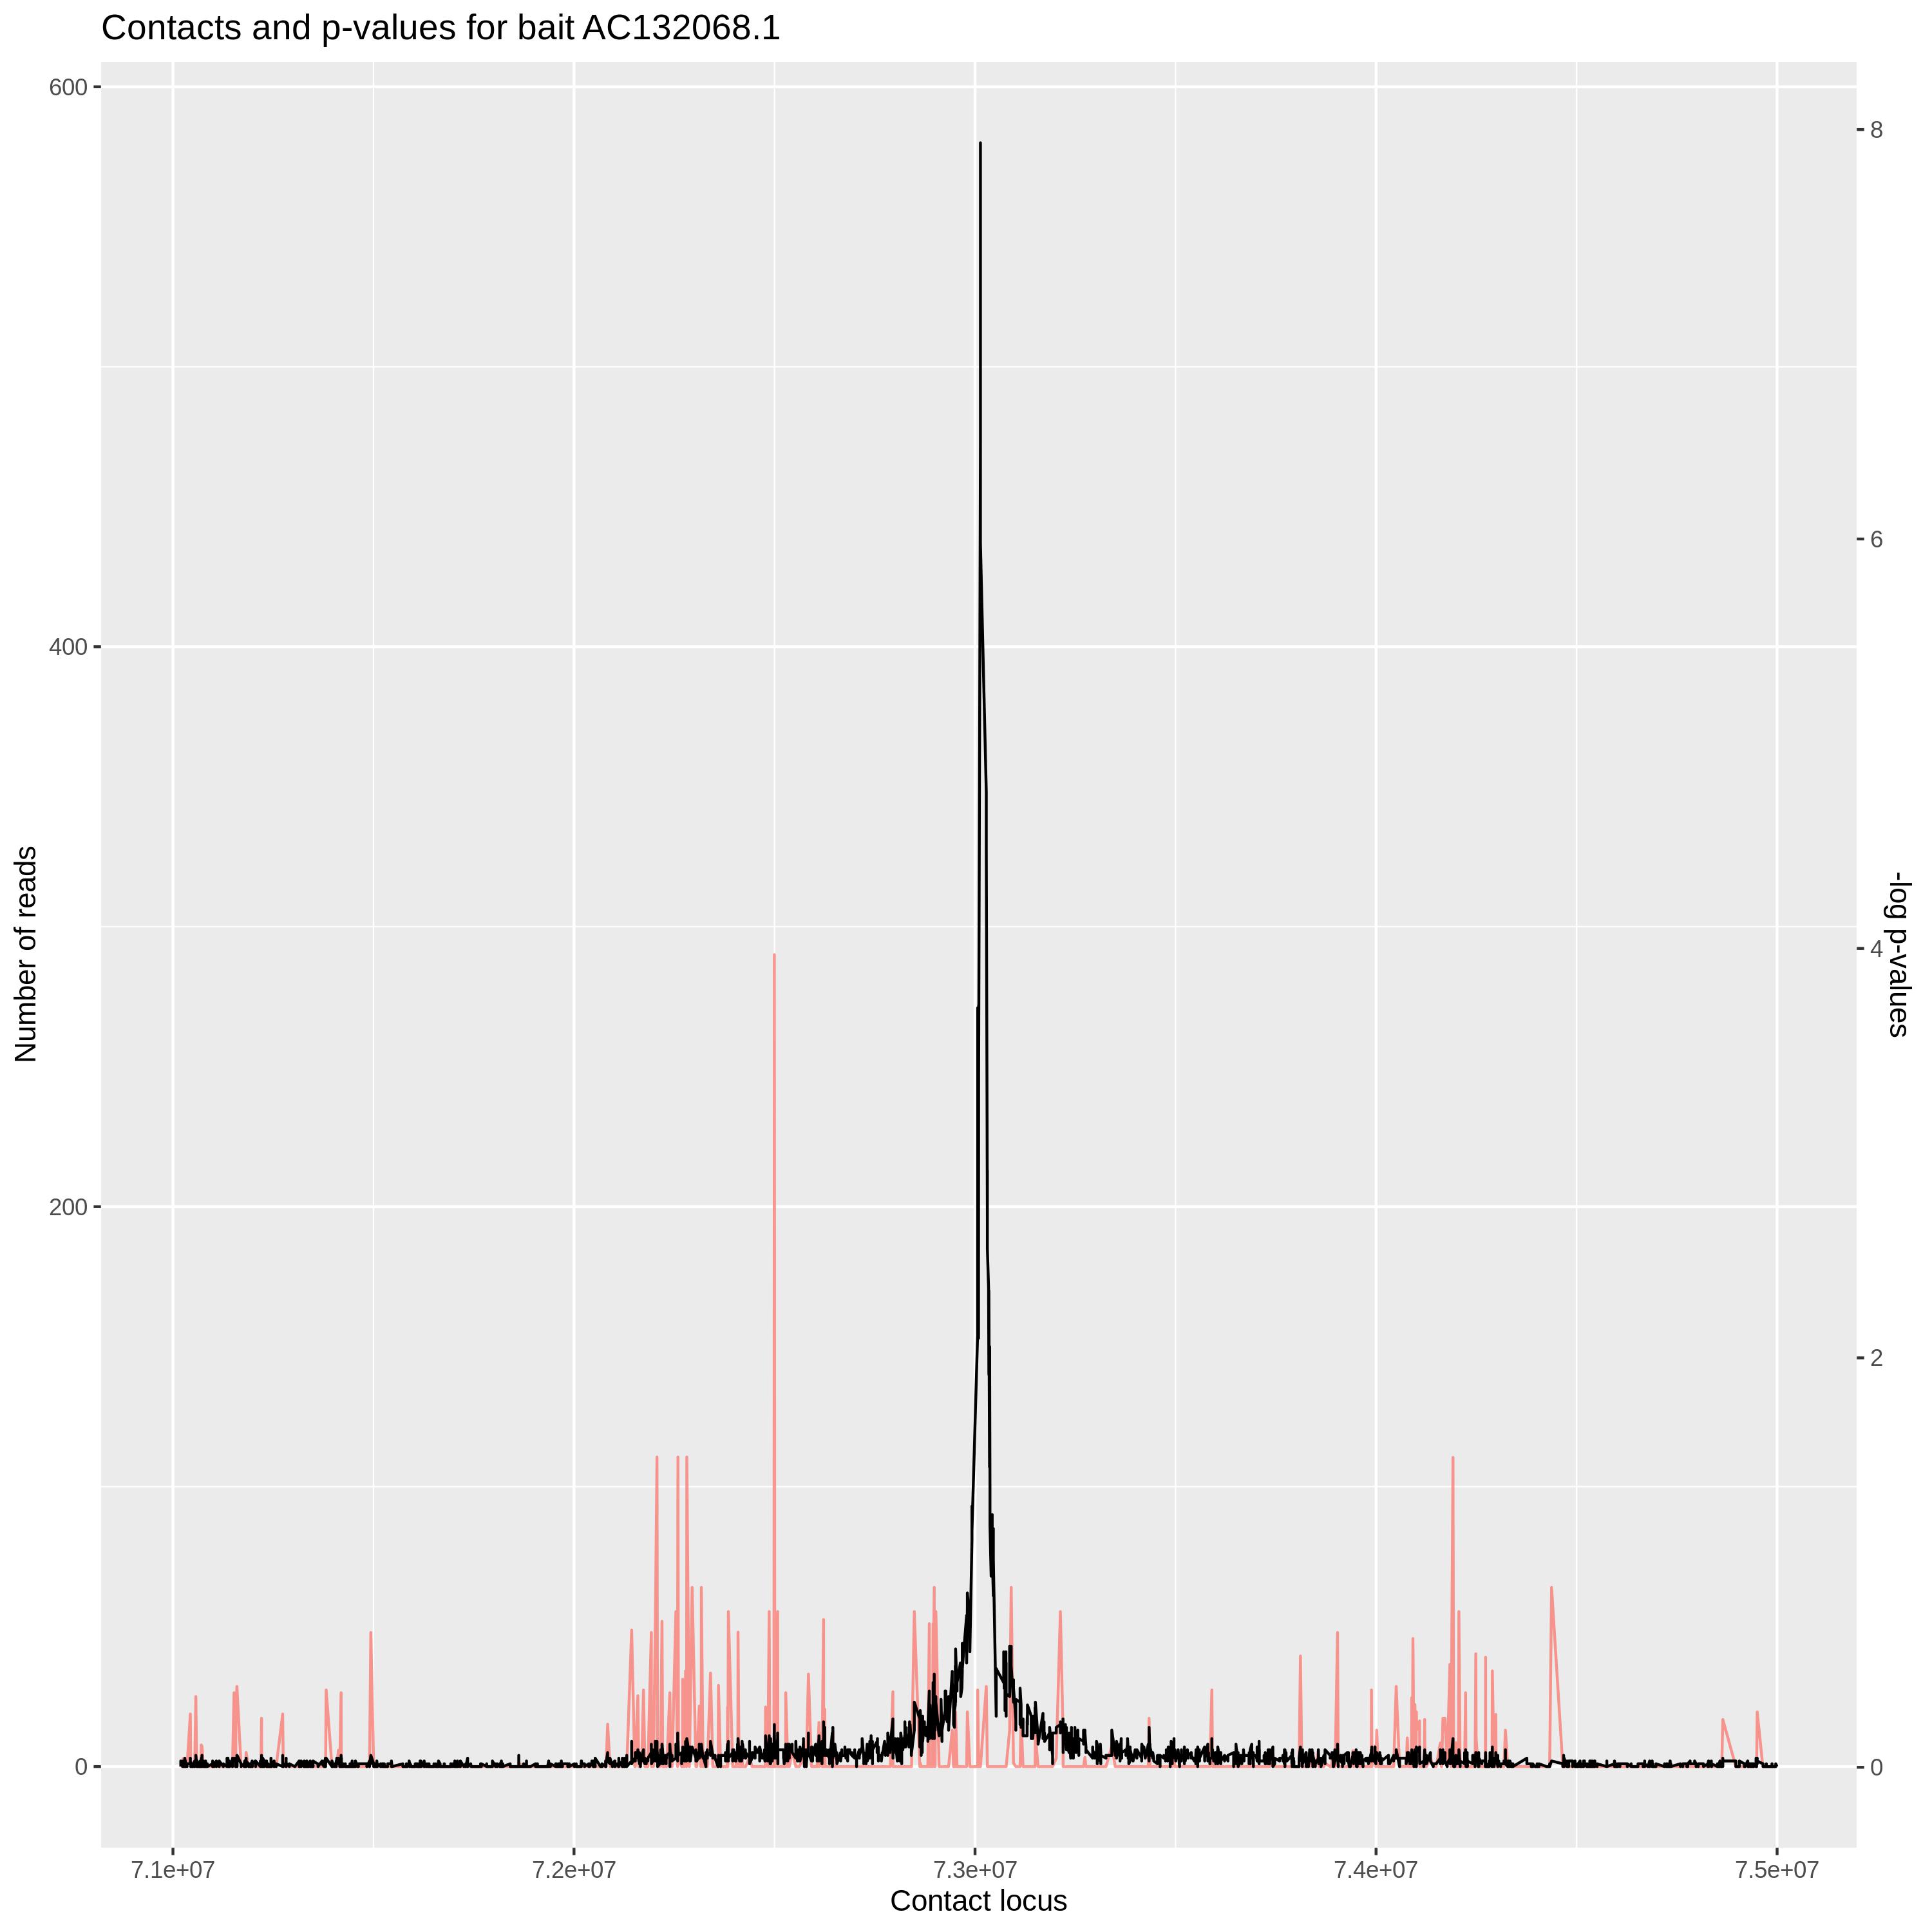 Contacts and p-values for bait AC132068.1
600
400
200
0
Number of reads
8
6
4
2
0
-log p-values
7.1e+07 7.2e+07 7.3e+07 7.4e+07 7.5e+07
Contact locus